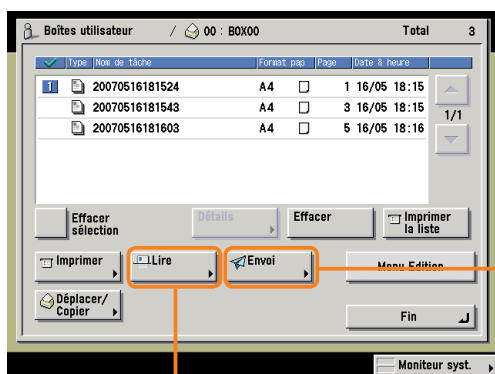 Boîtes utilisateur / 00 : BOX00 Total 3
Type Nom de tâche Format pap Page Date & heure
1 20070516181524 A4 1 16/05 18:15
20070516181543 A4 3 16/05 18:15
1/1
20070516181603 A4 5 16/05 18:16
Effacer sélection
Détails
Effacer
Imprimer la liste
Imprimer
Lire
Envoi
Menu Edition
Déplacer/
Copier
Fin
Moniteur syst.